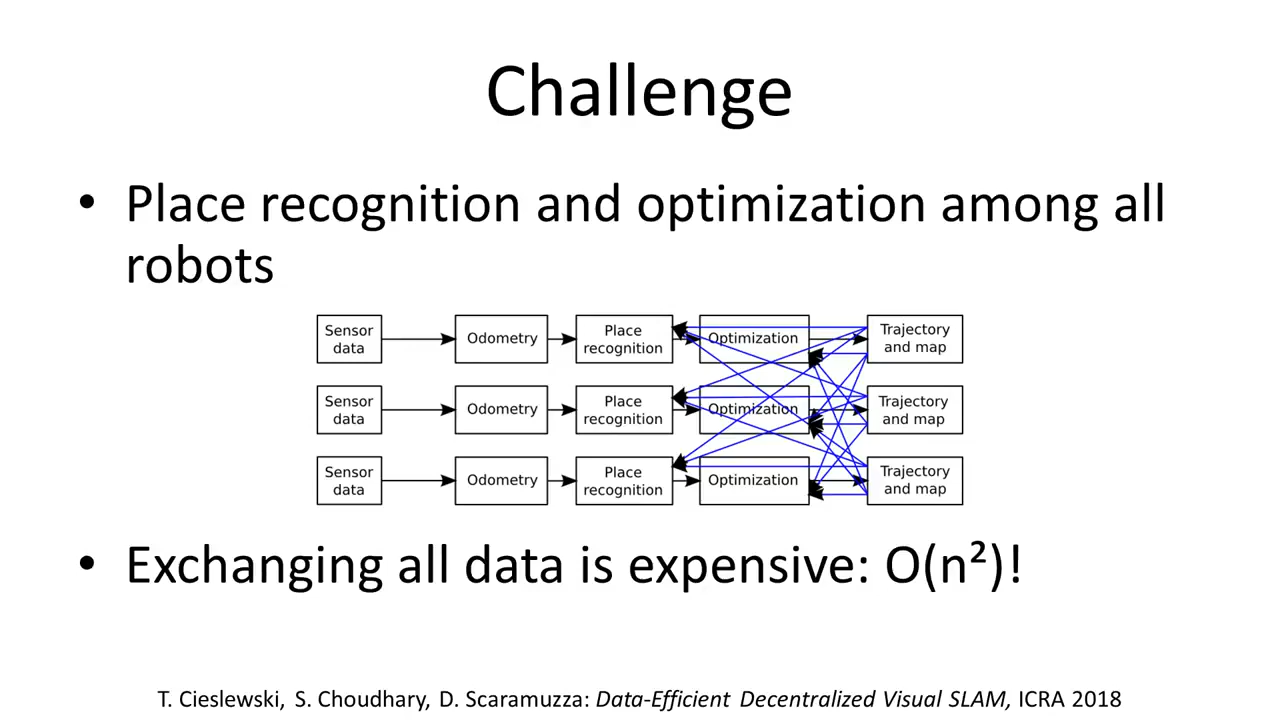 Challenge
• Place recognition and optimization among all
robots
Sensor
data
Odometry
Place
recognition
Optimization
Trajectory
and map
Sensor
data
Odometry
Place
recognition
Optimization
Trajectory
and map
Sensor
data
Odometry
Place
recognition
Optimization
Trajectory
and map
• Exchanging all data is expensive: O(n²)!
T. Cieslewski, S. Choudhary, D. Scaramuzza: Data-Efficient Decentralized Visual SLAM, ICRA 2018